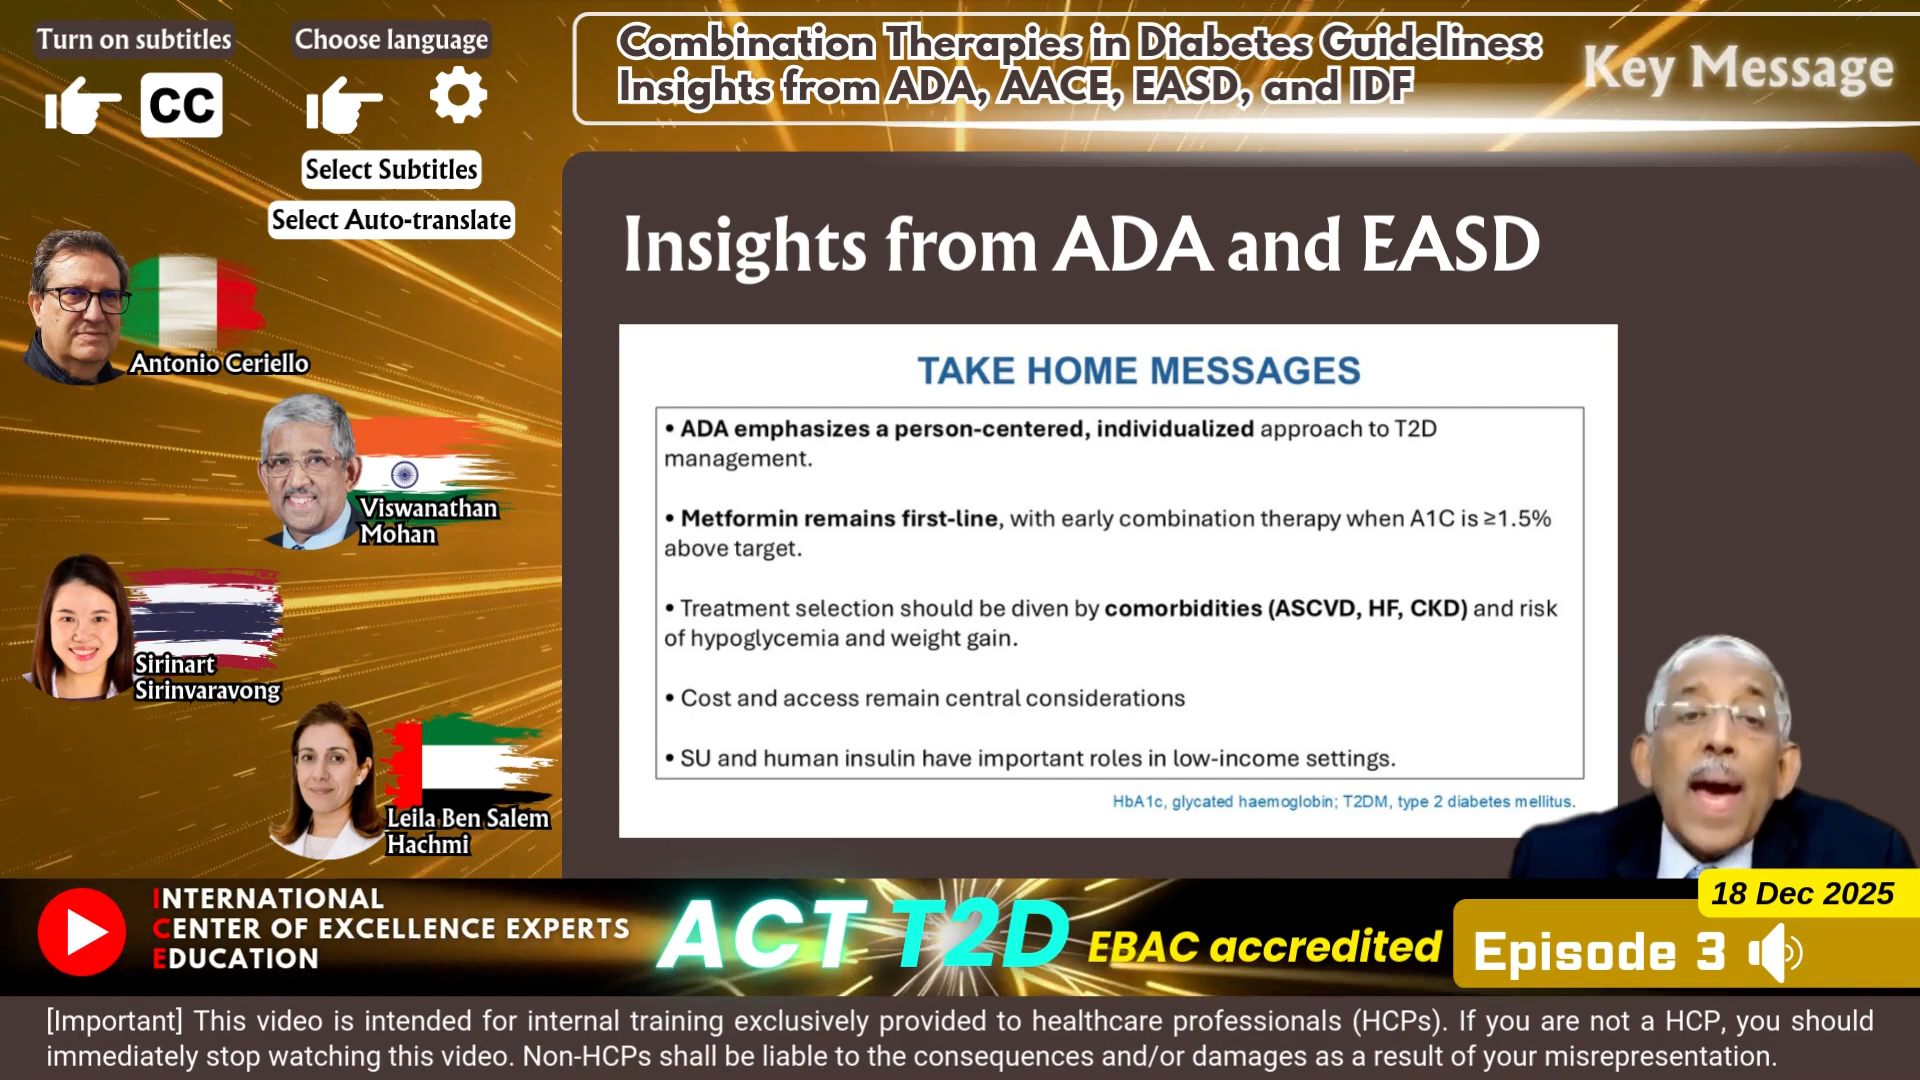 Turn on subtitles
Choose language
CC
Select Subtitles
Select Auto-translate
Combination Therapies in Diabetes Guidelines:
Insights from ADA, AACE, EASD, and IDF
Key Message
Antonio Ceriello
Viswanathan
Mohan
Sirinart
Sirinvaravong
Leila Ben Salem
Hachmi
Insights from ADA and EASD
TAKE HOME MESSAGES
• ADA emphasizes a person-centered, individualized approach to T2D
management.
• Metformin remains first-line, with early combination therapy when A1C is ≥1.5%
above target.
• Treatment selection should be diven by comorbidities (ASCVD, HF, CKD) and risk
of hypoglycemia and weight gain.
• Cost and access remain central considerations
• SU and human insulin have important roles in low-income settings.
HbA1c, glycated haemoglobin; T2DM, type 2 diabetes mellitus.
INTERNATIONAL
CENTER OF EXCELLENCE EXPERTS
EDUCATION
ACT T2D
EBAC accredited
18 Dec 2025
Episode 3
[Important] This video is intended for internal training exclusively provided to healthcare professionals (HCPs). If you are not a HCP, you should
immediately stop watching this video. Non-HCPs shall be liable to the consequences and/or damages as a result of your misrepresentation.